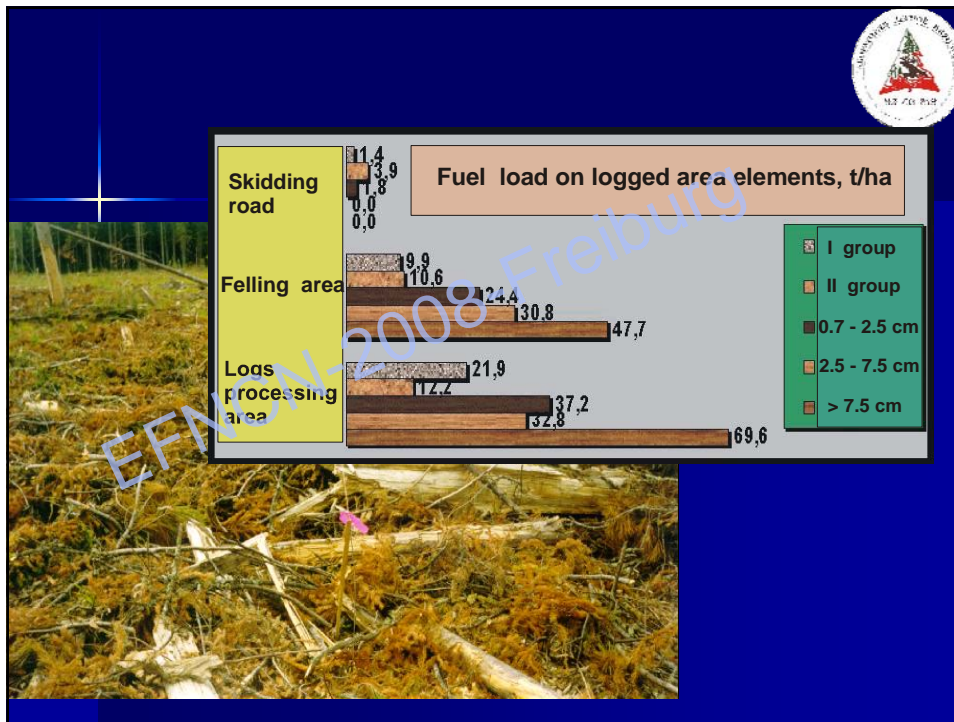 Fuel load on logged area elements, t/ha
Skidding
road
1,4
3,9
1,8
0,0
0,0
Felling area
9,9
10,6
24,4
30,8
47,7
Logs
processing
area
21,9
12,2
37,2
32,8
69,6
I group
II group
0.7 - 2.5 cm
2.5 - 7.5 cm
> 7.5 cm
EFNCN-2008-Freiburg